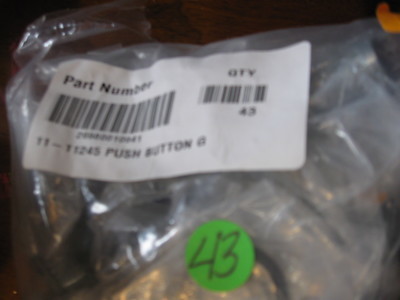 Part Number
QTY
43
11-11245 PUSH BUTTON G
43